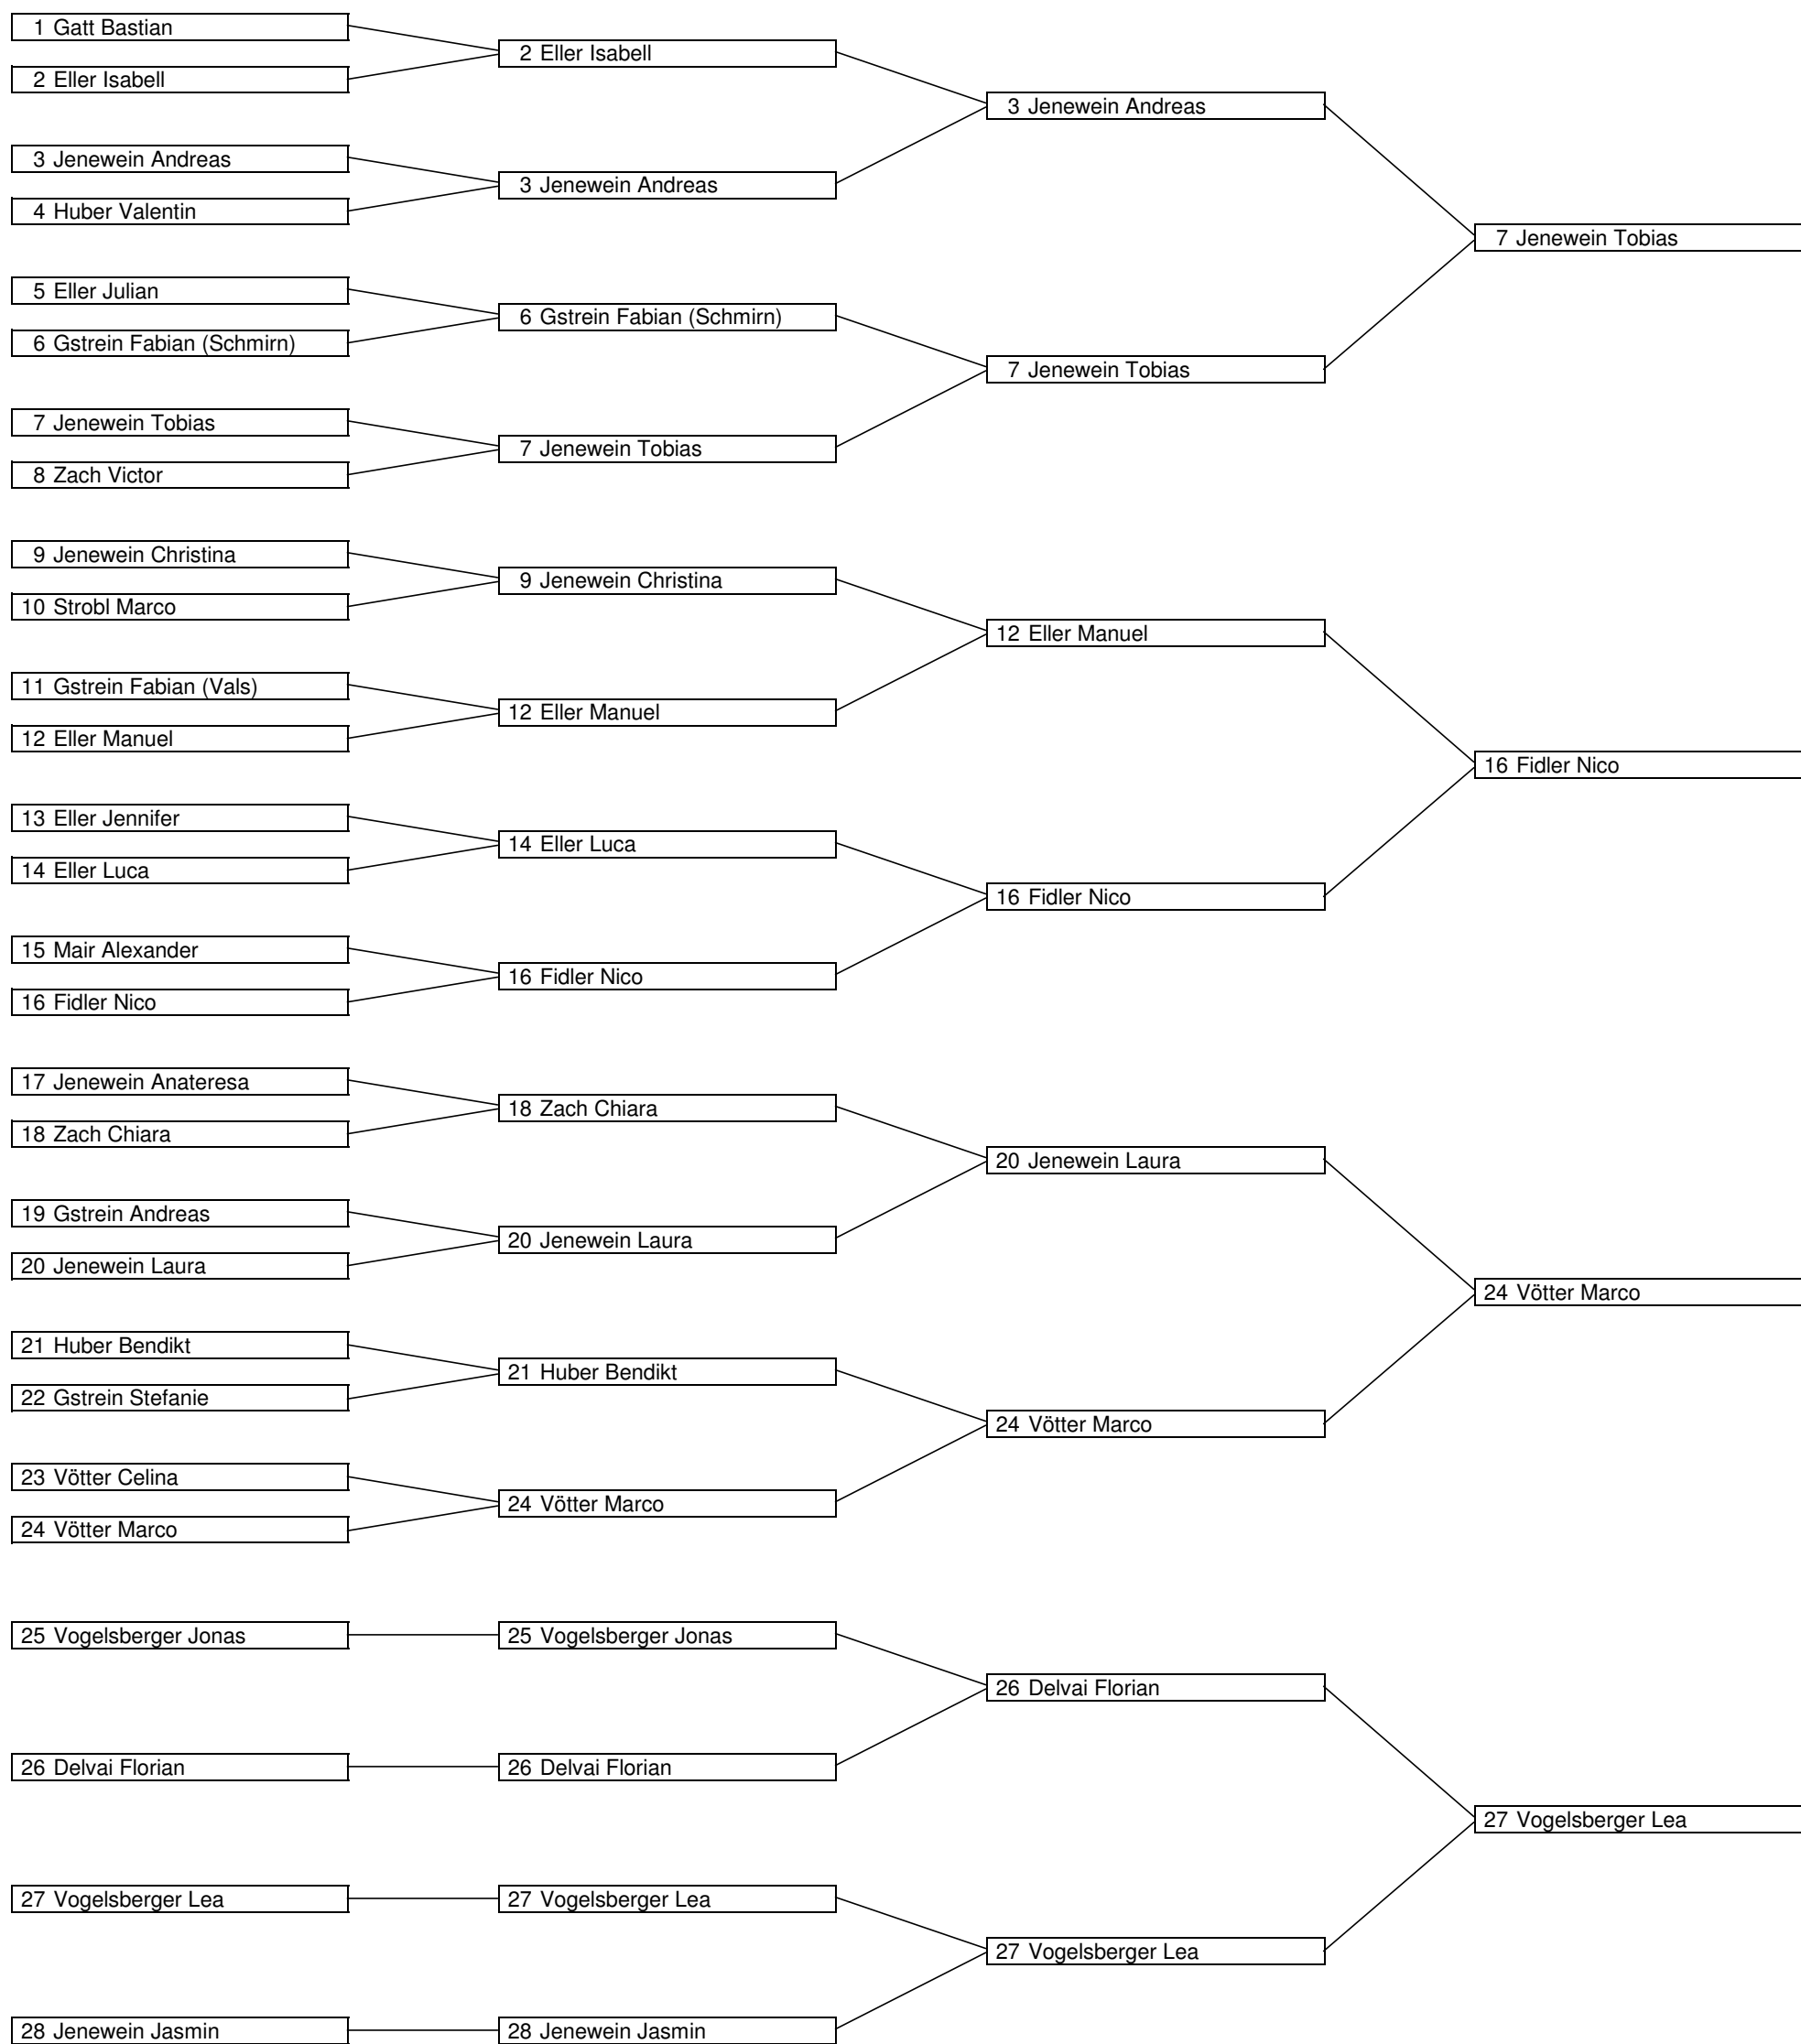 1 Gatt Bastian
2 Eller Isabell
3 Jenewein Andreas
4 Huber Valentin
5 Eller Julian
6 Gstrein Fabian (Schmirn)
7 Jenewein Tobias
8 Zach Victor
9 Jenewein Christina
10 Strobl Marco
11 Gstrein Fabian (Vals)
12 Eller Manuel
13 Eller Jennifer
14 Eller Luca
15 Mair Alexander
16 Fidler Nico
17 Jenewein Anateresa
18 Zach Chiara
19 Gstrein Andreas
20 Jenewein Laura
21 Huber Bendikt
22 Gstrein Stefanie
23 Vötter Celina
24 Vötter Marco
25 Vogelsberger Jonas
26 Delvai Florian
27 Vogelsberger Lea
28 Jenewein Jasmin
2 Eller Isabell
3 Jenewein Andreas
6 Gstrein Fabian (Schmirn)
7 Jenewein Tobias
9 Jenewein Christina
12 Eller Manuel
14 Eller Luca
16 Fidler Nico
18 Zach Chiara
20 Jenewein Laura
21 Huber Bendikt
24 Vötter Marco
25 Vogelsberger Jonas
26 Delvai Florian
27 Vogelsberger Lea
28 Jenewein Jasmin
3 Jenewein Andreas
7 Jenewein Tobias
12 Eller Manuel
16 Fidler Nico
20 Jenewein Laura
24 Vötter Marco
26 Delvai Florian
27 Vogelsberger Lea
7 Jenewein Tobias
16 Fidler Nico
24 Vötter Marco
27 Vogelsberger Lea